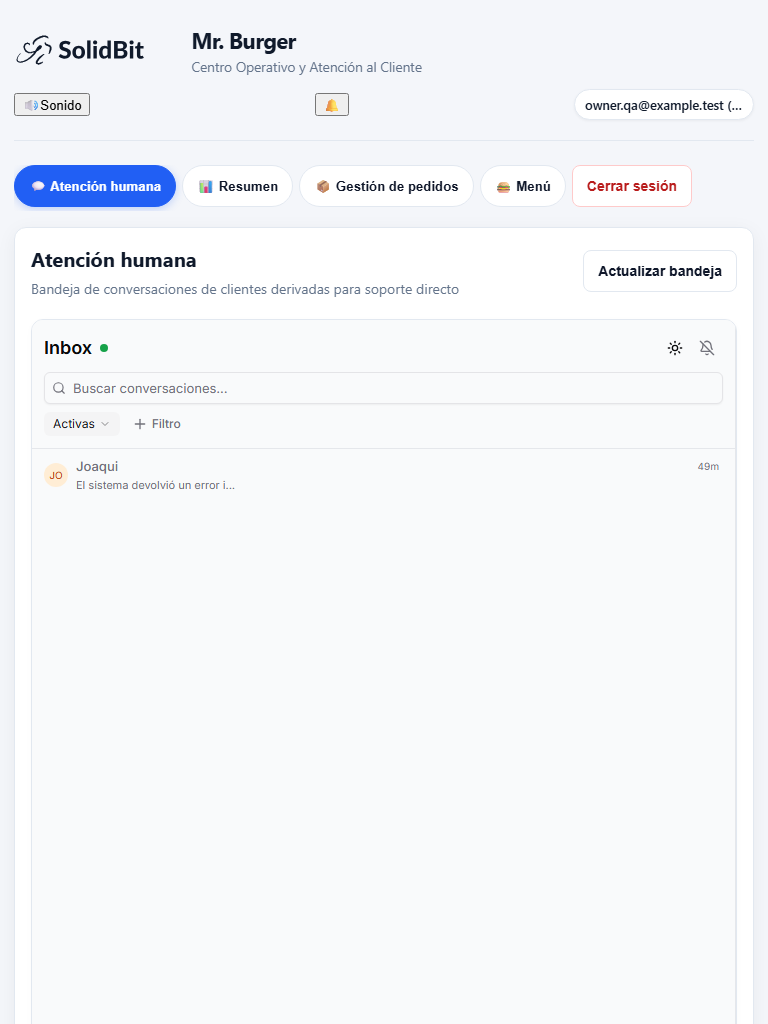 SolidBit
Mr. Burger
Centro Operativo y Atención al Cliente
Sonido
owner.qa@example.test (...
Atención humana
Resumen
Gestión de pedidos
Menú
Cerrar sesión
Atención humana
Bandeja de conversaciones de clientes derivadas para soporte directo
Actualizar bandeja
Inbox
Buscar conversaciones...
Activas
Filtro
JO
Joaqui
49m
El sistema devolvió un error i...